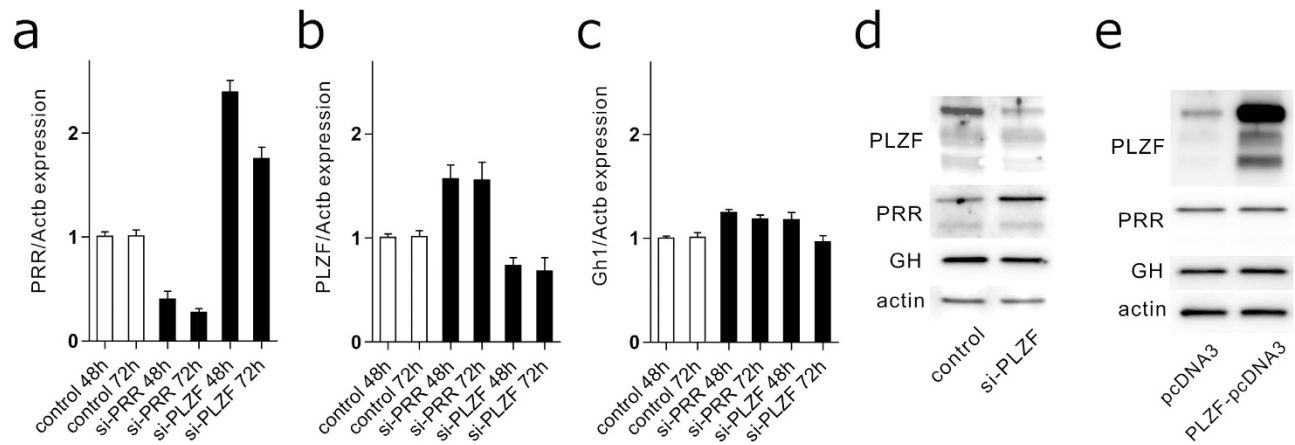 a
PRR/Actb expression
2
1
0
control 48h
control 72h
si-PRR 48h
si-PRR 72h
si-PLZF 48h
si-PLZF 72h
b
PLZF/Actb expression
2
1
0
control 48h
control 72h
si-PRR 48h
si-PRR 72h
si-PLZF 48h
si-PLZF 72h
c
Gh1/Actb expression
2
1
0
control 48h
control 72h
si-PRR 48h
si-PRR 72h
si-PLZF 48h
si-PLZF 72h
d
PLZF
PRR
GH
actin
control
si-PLZF
e
PLZF
PRR
GH
actin
pcDNA3
PLZF-pcDNA3